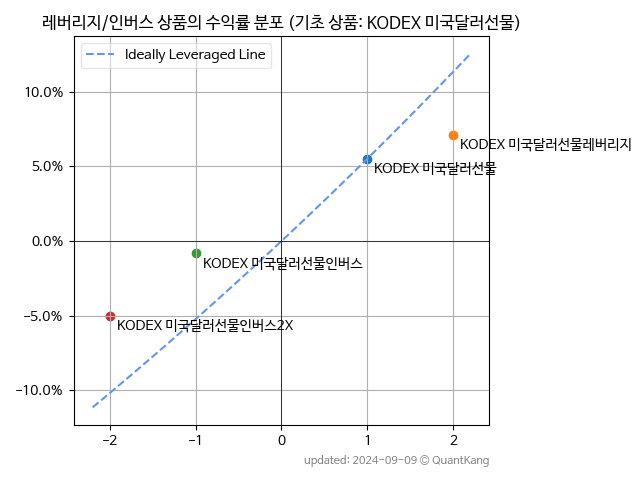 레버리지/인버스 상품의 수익률 분포 (기초 상품: KODEX 미국달러선물)
Ideally Leveraged Line
10.0%
KODEX 미국달러선물레버리지
5.0%
KODEX 미국달러선물
0.0%
KODEX 미국달러선물인버스
-5.0%
KODEX 미국달러선물인버스2X
-10.0%
-2 -1 0 1 2
updated: 2024-09-09 © QuantKang